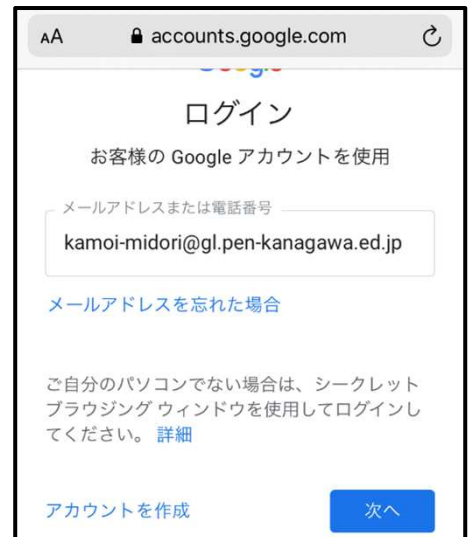 AA accounts.google.com
Google
ログイン
お客様の Google アカウントを使用
メールアドレスまたは電話番号
kamoi-midori@gl.pen-kanagawa.ed.jp
メールアドレスを忘れた場合
ご自分のパソコンでない場合は、シークレット
ブラウジング ウィンドウを使用してログインし
てください。 詳細
アカウントを作成 次へ